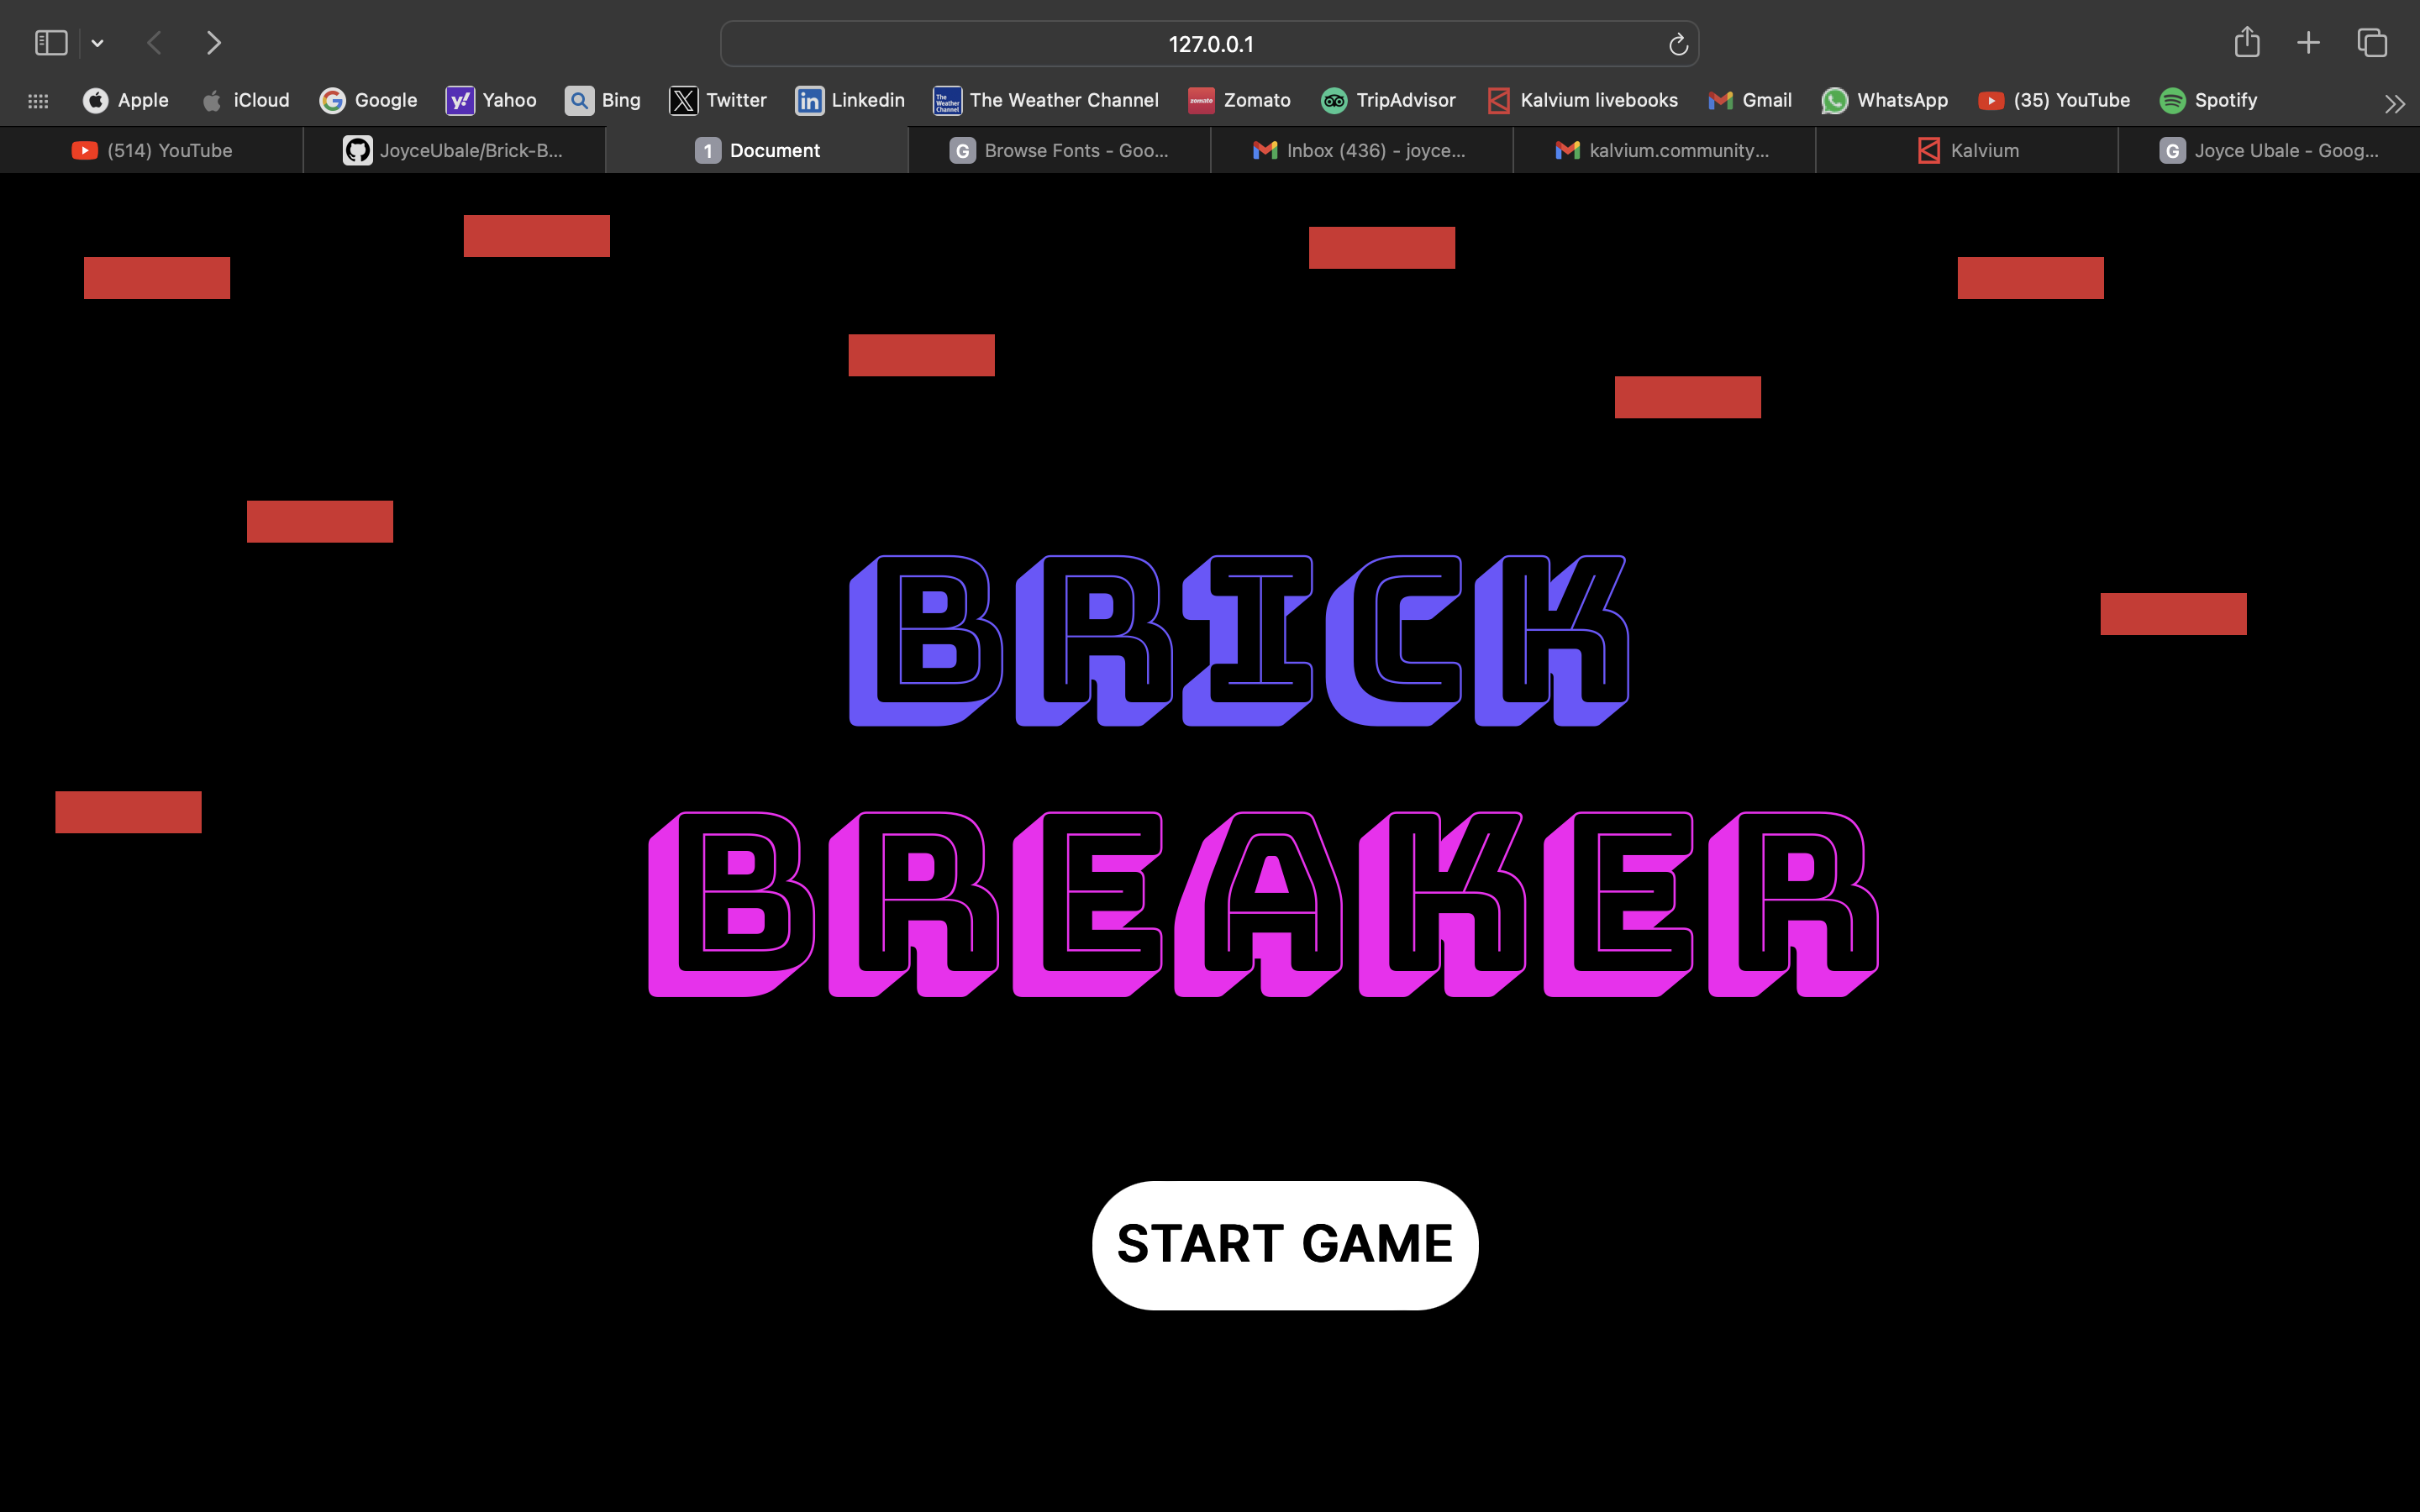 127.0.0.1
Apple iCloud Google Yahoo Bing Twitter Linkedin The Weather Channel Zomato TripAdvisor Kalvium livebooks Gmail WhatsApp (35) YouTube Spotify
(514) YouTube JoyceUbale/Brick-B... 1 Document G Browse Fonts - Goo... Inbox (436) - joyce... kalvium.community... Kalvium G Joyce Ubale - Goog...
BRICK
BREAKER
START GAME